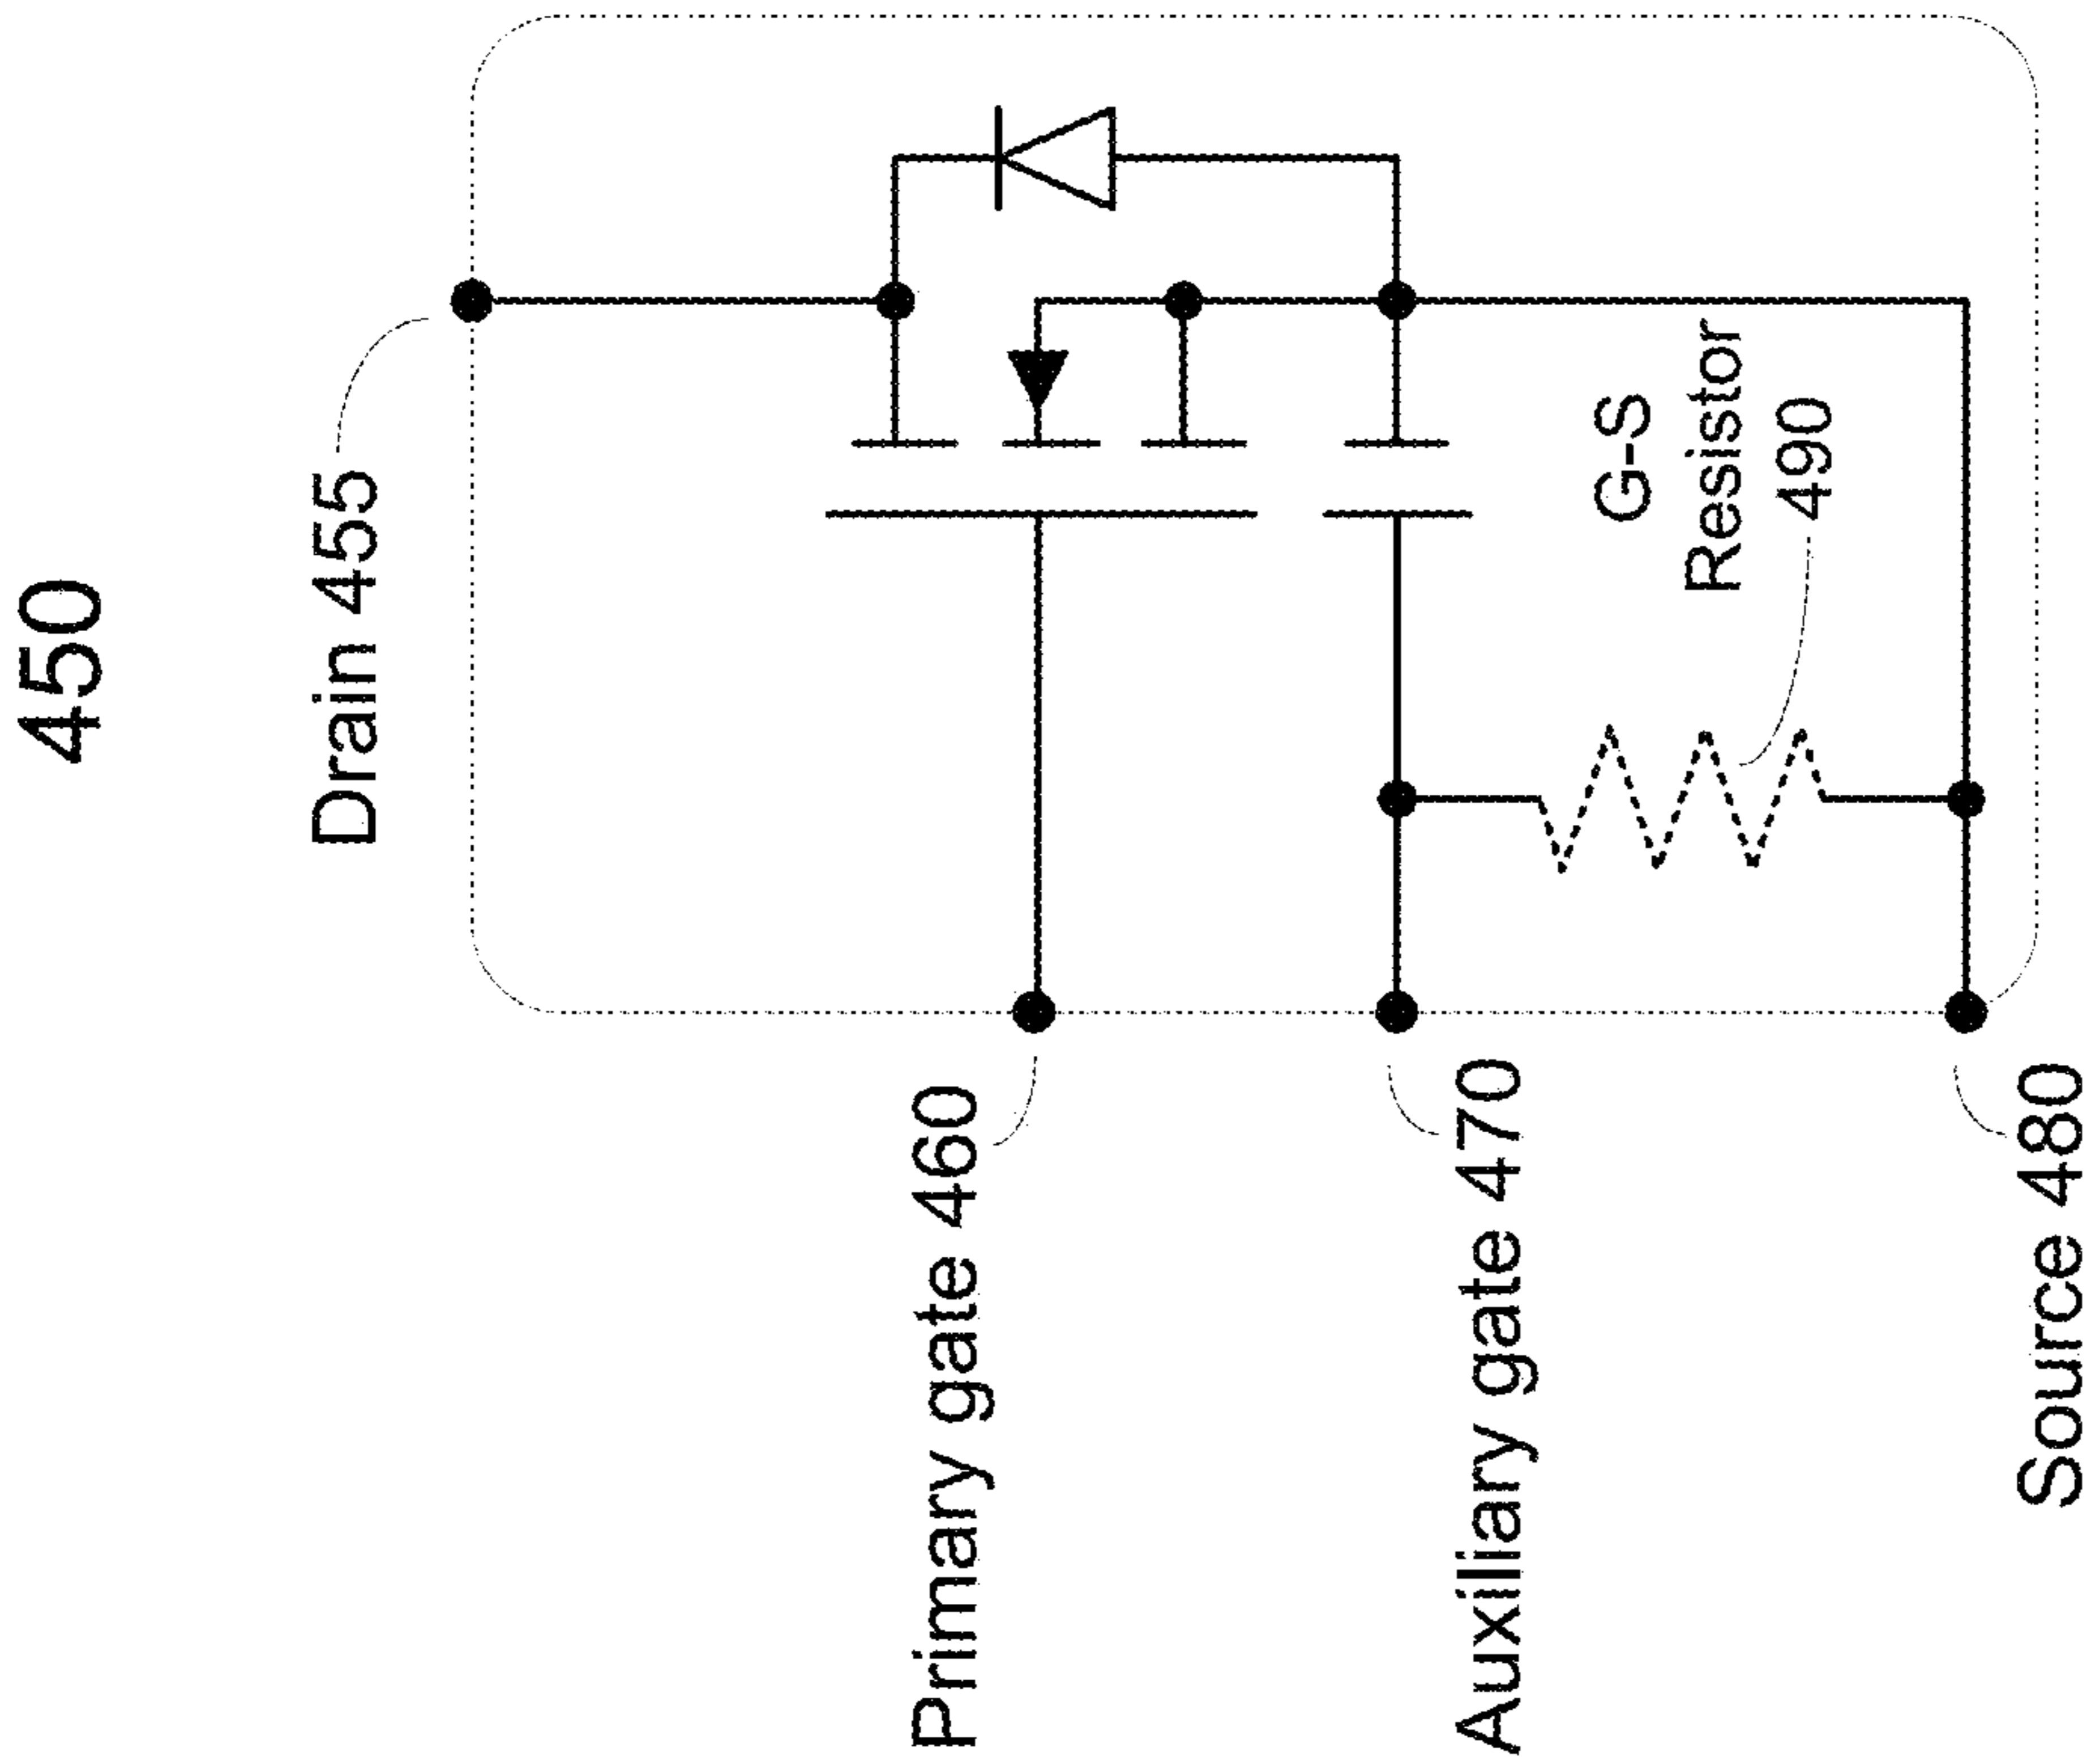 450
Drain 455
Primary gate 460
Auxiliary gate 470
G-S
Resistor
490
Source 480